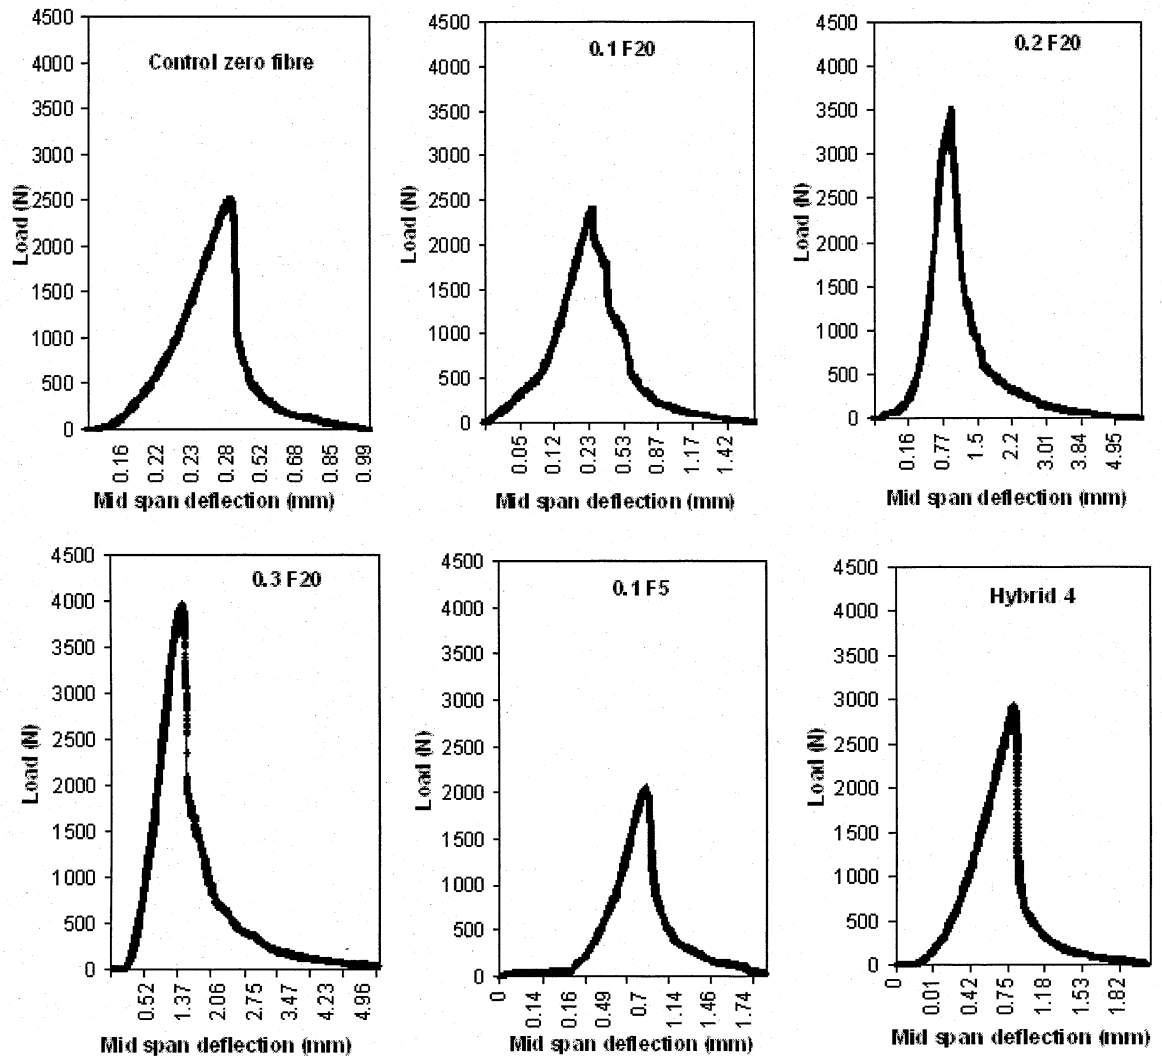 Control zero fibre
Load (N)
4500
4000
3500
3000
2500
2000
1500
1000
500
0
0.16 0.22 0.23 0.28 0.52 0.68 0.85 0.99
Mid span deflection (mm)
0.1 F20
Load (N)
4500
4000
3500
3000
2500
2000
1500
1000
500
0
0.05 0.12 0.23 0.53 0.87 1.17 1.42
Mid span deflection (mm)
0.2 F20
Load (N)
4500
4000
3500
3000
2500
2000
1500
1000
500
0
0.16 0.77 1.5 2.2 3.01 3.84 4.95
Mid span deflection (mm)
0.3 F20
Load (N)
4500
4000
3500
3000
2500
2000
1500
1000
500
0
0.52 1.37 2.06 2.75 3.47 4.23 4.96
Mid span deflection (mm)
0.1 F5
Load (N)
4500
4000
3500
3000
2500
2000
1500
1000
500
0
0 0.14 0.16 0.49 0.7 1.14 1.46 1.74
Mid span deflection (mm)
Hybrid 4
Load (N)
4500
4000
3500
3000
2500
2000
1500
1000
500
0
0 0.01 0.42 0.75 1.18 1.53 1.82
Mid span deflection (mm)